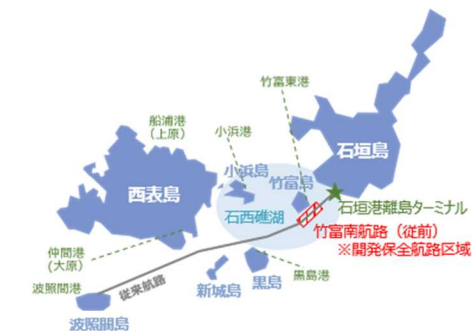 竹富東港
船浦港
(上原)
小浜港
石垣島
小浜島
竹富島
西表島
石西礁湖
石垣港離島ターミナル
竹富南航路(従前)
※開発保全航路区域
仲間港
(大原)
黒島港
波照間港
従来航路
新城島
黒島
波照間島